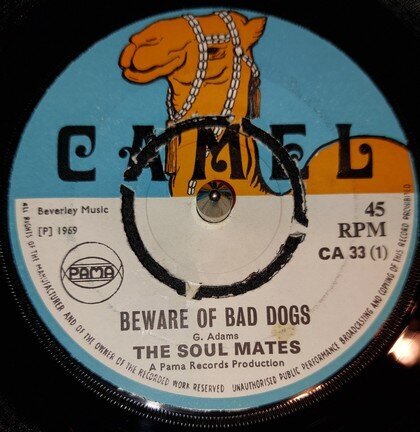 CAMEL
Beverley Music
45
RPM
[P] 1969
CA 33 (1)
PAMA
BEWARE OF BAD DOGS
G. Adams
THE SOUL MATES
A Pama Records Production
ALL RIGHTS OF THE MANUFACTURER AND OF THE OWNER OF THE RECORDED WORK RESERVED UNAUTHORISED PUBLIC PERFORMANCE BROADCASTING AND COPYING OF THIS RECORD PROHIBITED